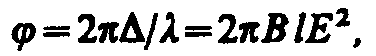 φ = 2πΔ/λ = 2πBlE²,